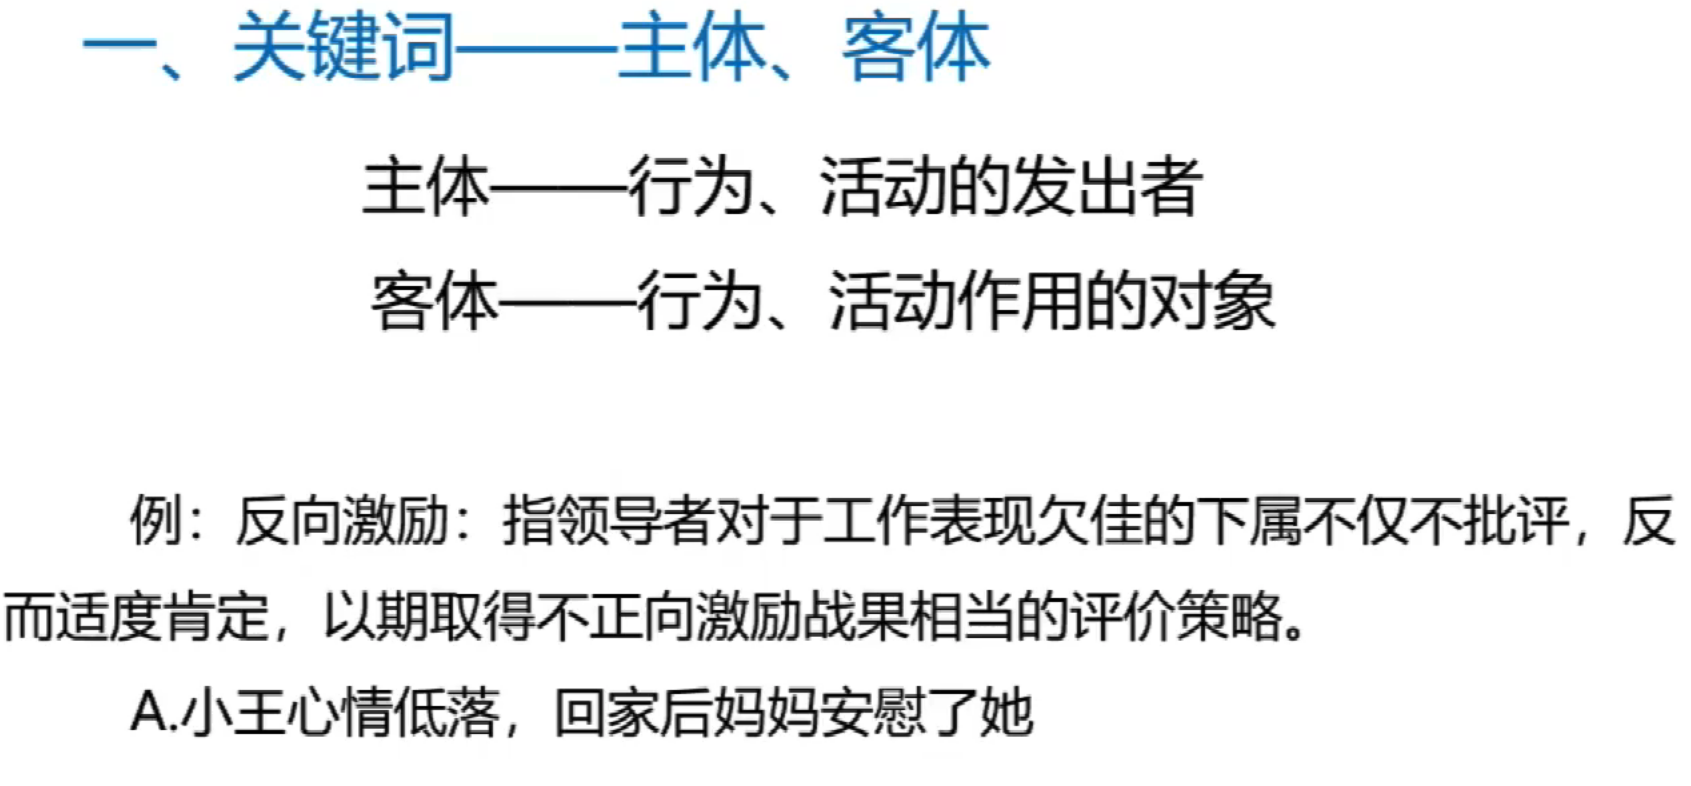 一、关键词——主体、客体
主体——行为、活动的发出者
客体——行为、活动作用的对象
例：反向激励：指领导者对于工作表现欠佳的下属不仅不批评，反
而适度肯定，以期取得不正向激励战果相当的评价策略。
A.小王心情低落，回家后妈妈安慰了她